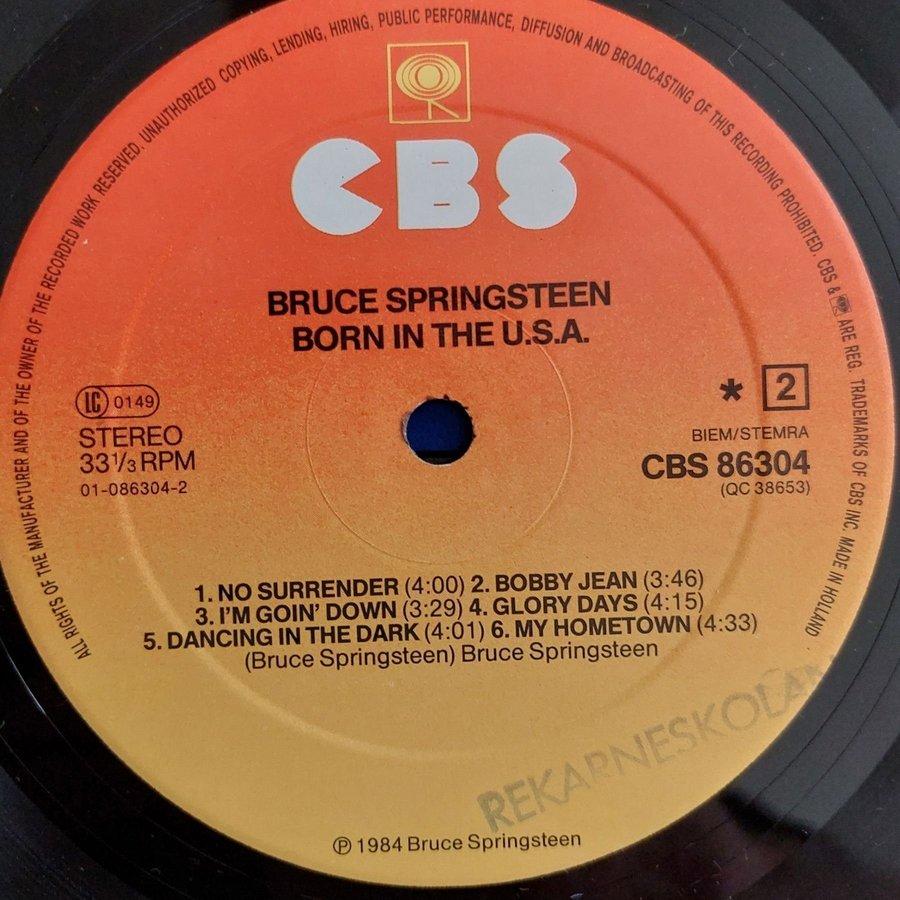 ALL RIGHTS OF THE MANUFACTURER AND OF THE OWNER OF THE RECORDED WORK RESERVED. UNAUTHORIZED COPYING, LENDING, HIRING, PUBLIC PERFORMANCE, DIFFUSION AND BROADCASTING OF THIS RECORDING PROHIBITED. CBS & ARE REG. TRADEMARKS OF CBS INC. MADE IN HOLLAND
CBS
BRUCE SPRINGSTEEN
BORN IN THE U.S.A.
LC 0149
STEREO
33 1/3 RPM
01-086304-2
* 2
BIEM/STEMRA
CBS 86304
(QC 38653)
1. NO SURRENDER (4:00) 2. BOBBY JEAN (3:46)
3. I'M GOIN' DOWN (3:29) 4. GLORY DAYS (4:15)
5. DANCING IN THE DARK (4:01) 6. MY HOMETOWN (4:33)
(Bruce Springsteen) Bruce Springsteen
REKARNESKOLAN
℗ 1984 Bruce Springsteen